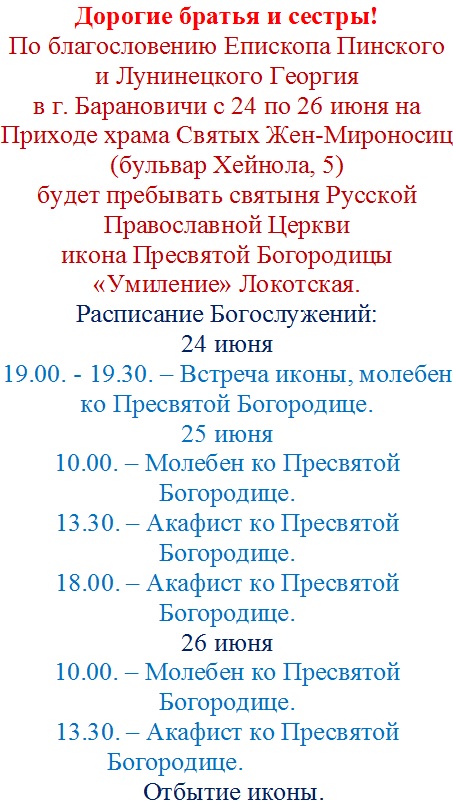 Дорогие братья и сестры!
По благословению Епископа Пинского
и Лунинецкого Георгия
в г. Барановичи с 24 по 26 июня на
Приходе храма Святых Жен-Мироносиц
(бульвар Хейнола, 5)
будет пребывать святыня Русской
Православной Церкви
икона Пресвятой Богородицы
«Умиление» Локотская.
Расписание Богослужений:
24 июня
19.00. - 19.30. – Встреча иконы, молебен
ко Пресвятой Богородице.
25 июня
10.00. – Молебен ко Пресвятой
Богородице.
13.30. – Акафист ко Пресвятой
Богородице.
18.00. – Акафист ко Пресвятой
Богородице.
26 июня
10.00. – Молебен ко Пресвятой
Богородице.
13.30. – Акафист ко Пресвятой
Богородице.
Отбытие иконы.